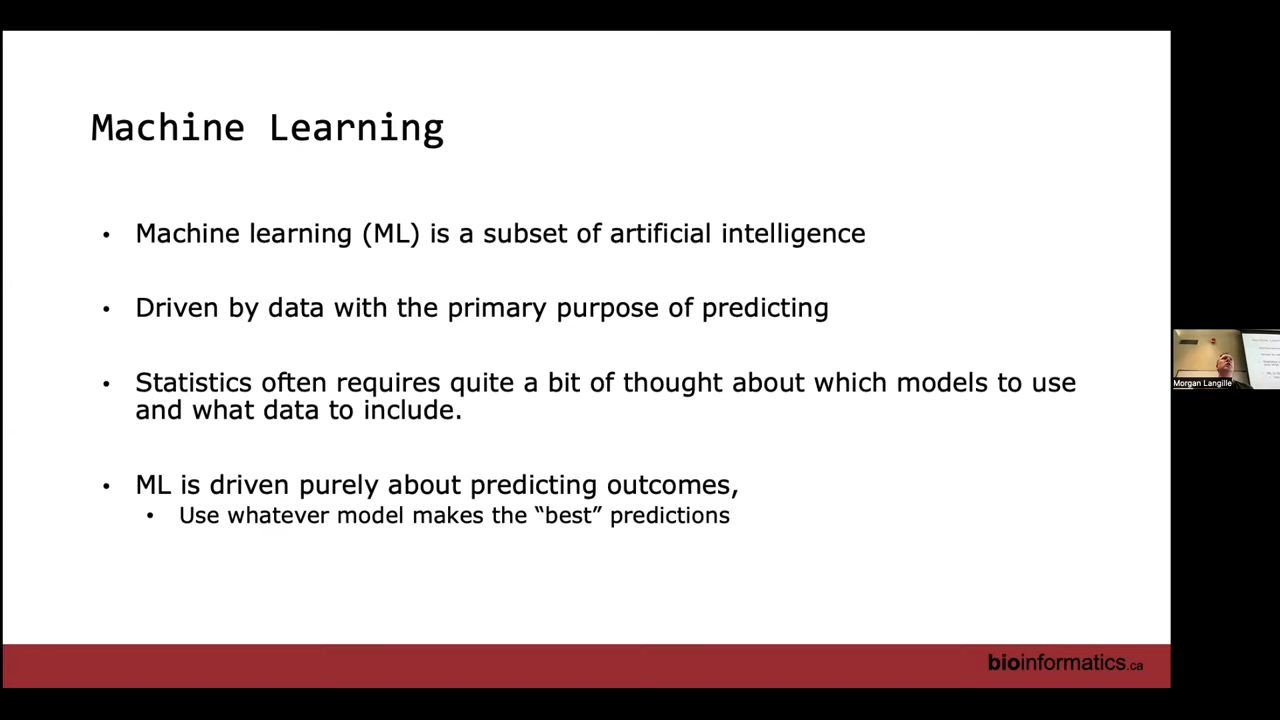 Machine Learning
• Machine learning (ML) is a subset of artificial intelligence
• Driven by data with the primary purpose of predicting
• Statistics often requires quite a bit of thought about which models to use
and what data to include.
• ML is driven purely about predicting outcomes,
• Use whatever model makes the “best” predictions
bioinformatics.ca
Morgan Langille